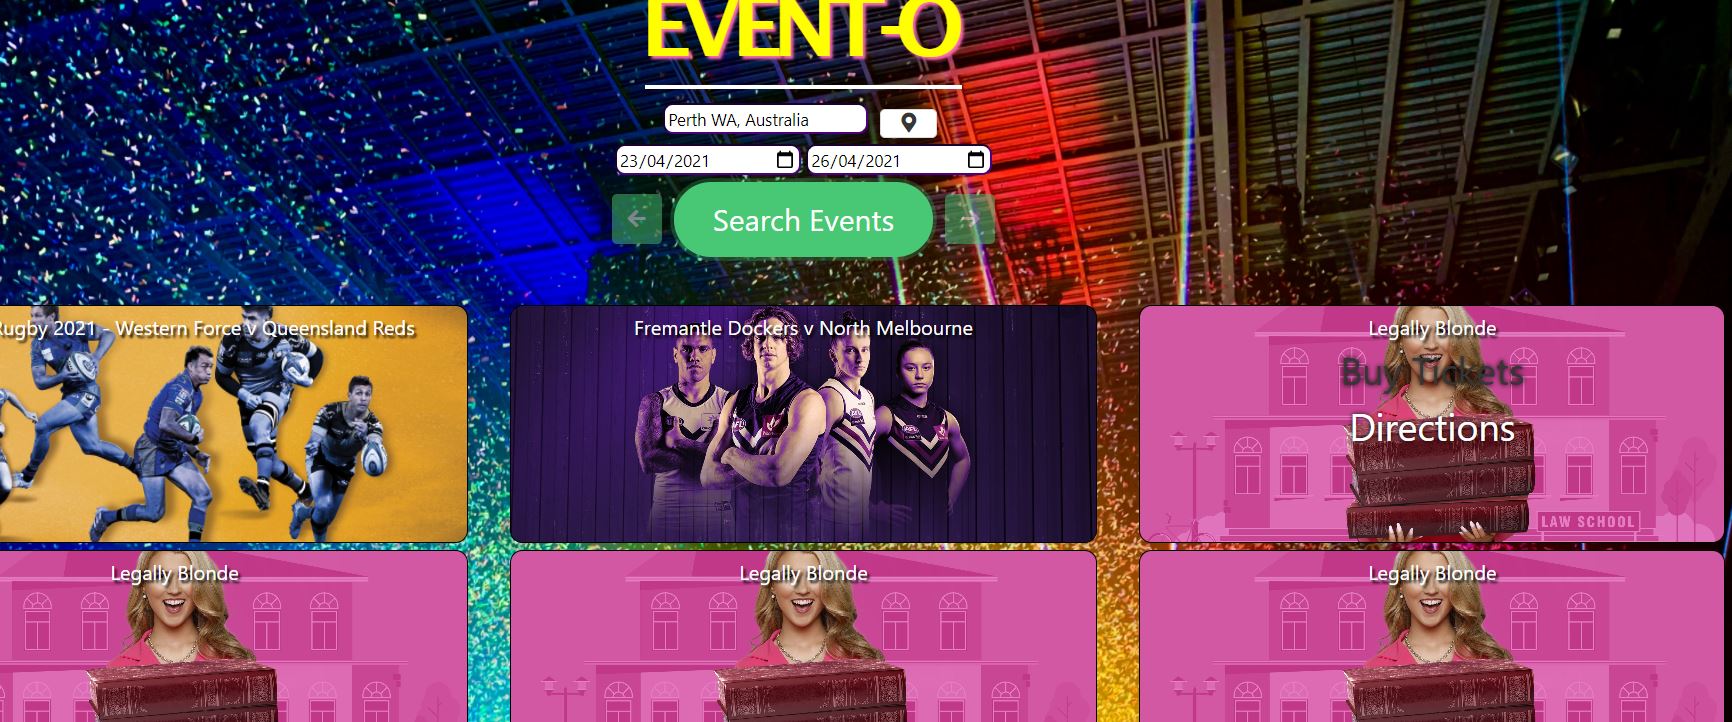 EVENT-O
Perth WA, Australia
23/04/2021 26/04/2021
Search Events
Rugby 2021 - Western Force v Queensland Reds
Fremantle Dockers v North Melbourne
Legally Blonde
Buy Tickets
Directions
LAW SCHOOL
Legally Blonde
Legally Blonde
Legally Blonde